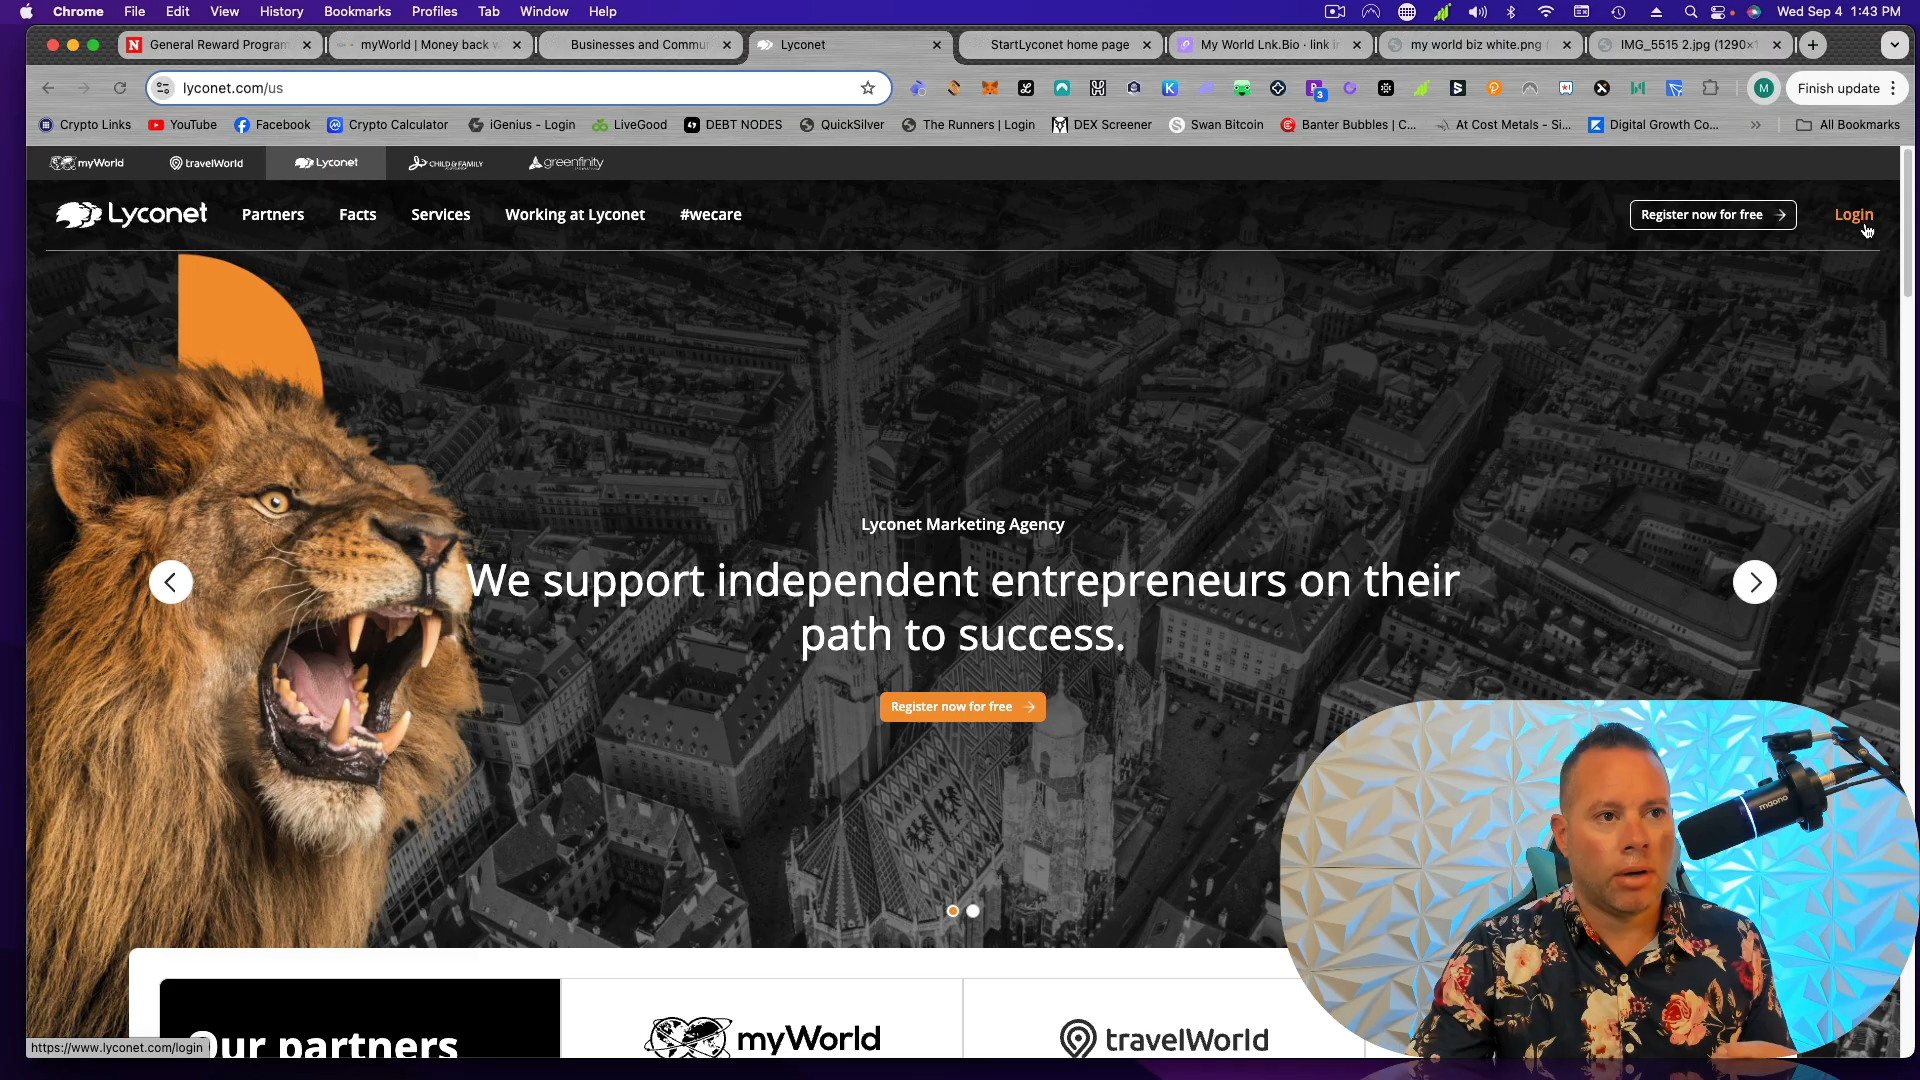 Chrome File Edit View History Bookmarks Profiles Tab Window Help Wed Sep 4 1:43 PM
General Reward Program myWorld | Money back w Businesses and Commu Lyconet StartLyconet home page My World Lnk.Bio · link i my world biz white.png IMG_5515 2.jpg (1290×1
lyconet.com/us 3 M Finish update
Crypto Links YouTube Facebook Crypto Calculator iGenius - Login LiveGood DEBT NODES QuickSilver The Runners | Login DEX Screener Swan Bitcoin Banter Bubbles | C... At Cost Metals - Si... Digital Growth Co... » All Bookmarks
myWorld travelWorld Lyconet CHILD & FAMILY greenfinity
Lyconet Partners Facts Services Working at Lyconet #wecare Register now for free Login
Lyconet Marketing Agency
We support independent entrepreneurs on their
path to success.
Register now for free
maono
Our partners myWorld travelWorld
https://www.lyconet.com/login